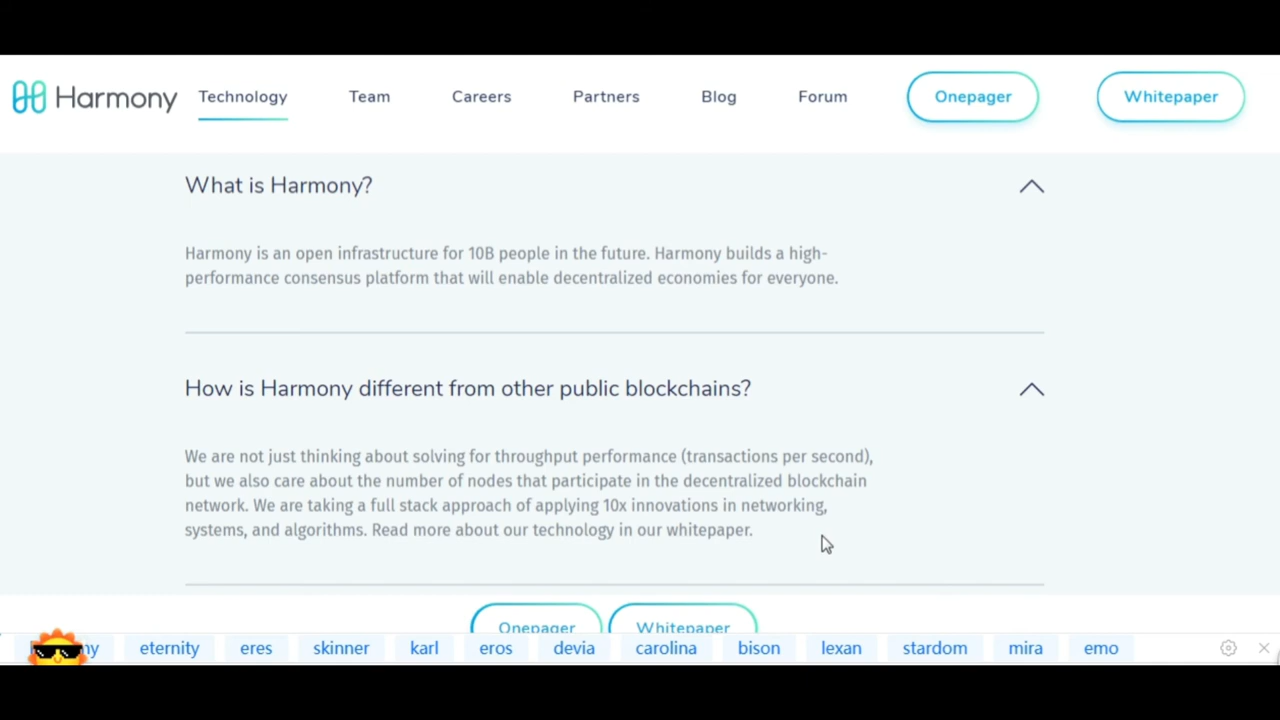 Harmony
Technology
Team
Careers
Partners
Blog
Forum
Onepager
Whitepaper
What is Harmony?
Harmony is an open infrastructure for 10B people in the future. Harmony builds a high-
performance consensus platform that will enable decentralized economies for everyone.
How is Harmony different from other public blockchains?
We are not just thinking about solving for throughput performance (transactions per second),
but we also care about the number of nodes that participate in the decentralized blockchain
network. We are taking a full stack approach of applying 10x innovations in networking,
systems, and algorithms. Read more about our technology in our whitepaper.
Onepager
Whitepaper
eternity
eres
skinner
karl
eros
devia
carolina
bison
lexan
stardom
mira
emo